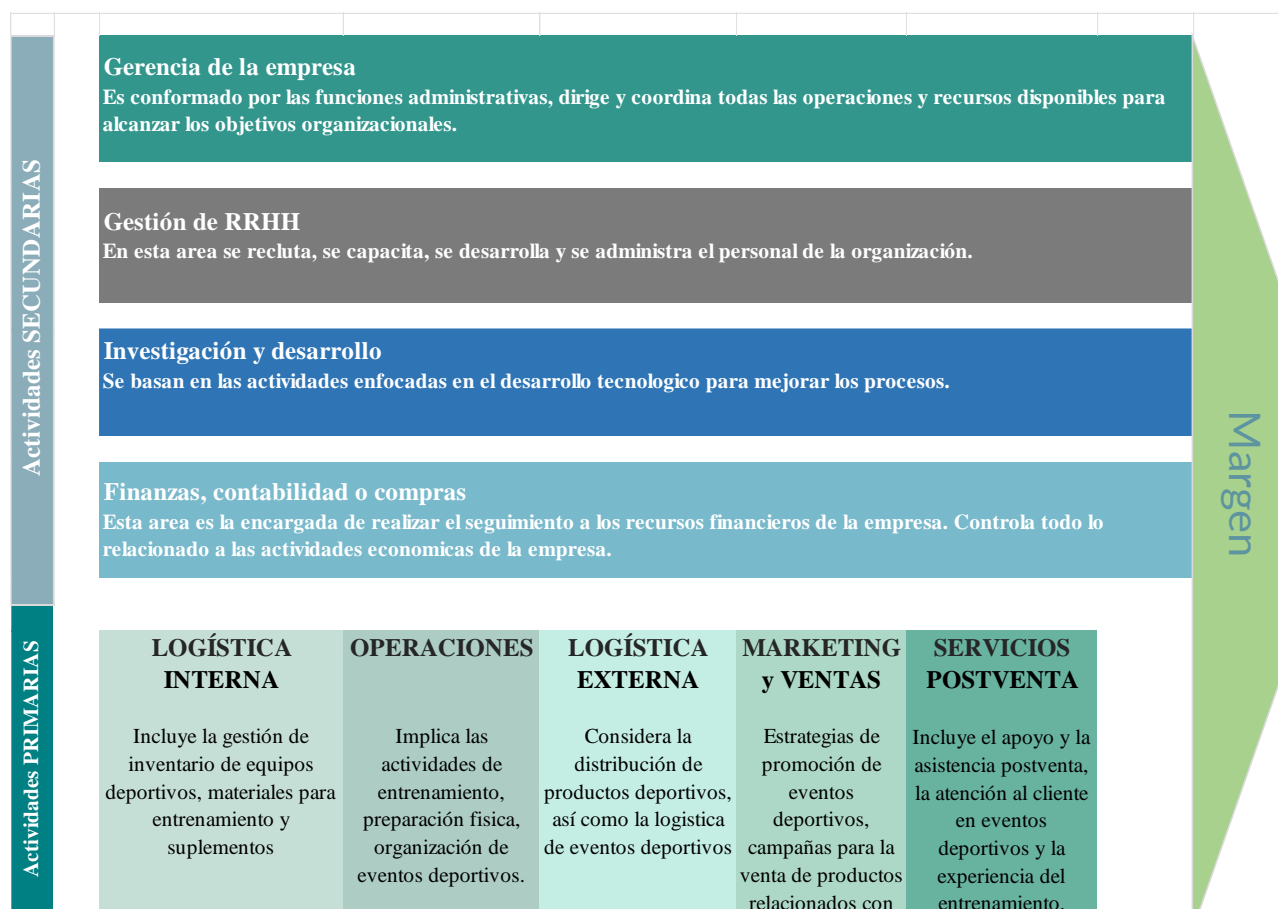 Actividades SECUNDARIAS
Gerencia de la empresa
Es conformado por las funciones administrativas, dirige y coordina todas las operaciones y recursos disponibles para
alcanzar los objetivos organizacionales.
Gestión de RRHH
En esta area se recluta, se capacita, se desarrolla y se administra el personal de la organización.
Investigación y desarrollo
Se basan en las actividades enfocadas en el desarrollo tecnologico para mejorar los procesos.
Finanzas, contabilidad o compras
Esta area es la encargada de realizar el seguimiento a los recursos financieros de la empresa. Controla todo lo
relacionado a las actividades economicas de la empresa.
Margen
Actividades PRIMARIAS
LOGÍSTICA
INTERNA
Incluye la gestión de
inventario de equipos
deportivos, materiales para
entrenamiento y
suplementos
OPERACIONES
Implica las
actividades de
entrenamiento,
preparación fisica,
organización de
eventos deportivos.
LOGÍSTICA
EXTERNA
Considera la
distribución de
productos deportivos,
así como la logistica
de eventos deportivos
MARKETING
y VENTAS
Estrategias de
promoción de
eventos
deportivos,
campañas para la
venta de productos
relacionados con
SERVICIOS
POSTVENTA
Incluye el apoyo y la
asistencia postventa,
la atención al cliente
en eventos
deportivos y la
experiencia del
entrenamiento.